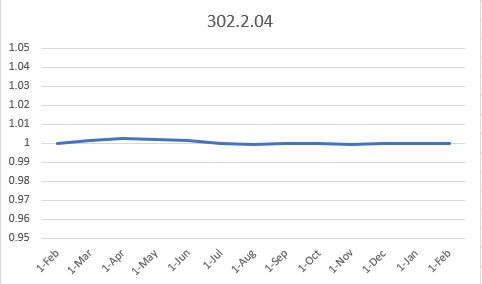 302.2.04
1.05
1.04
1.03
1.02
1.01
1
0.99
0.98
0.97
0.96
0.95
1-Feb
1-Mar
1-Apr
1-May
1-Jun
1-Jul
1-Aug
1-Sep
1-Oct
1-Nov
1-Dec
1-Jan
1-Feb